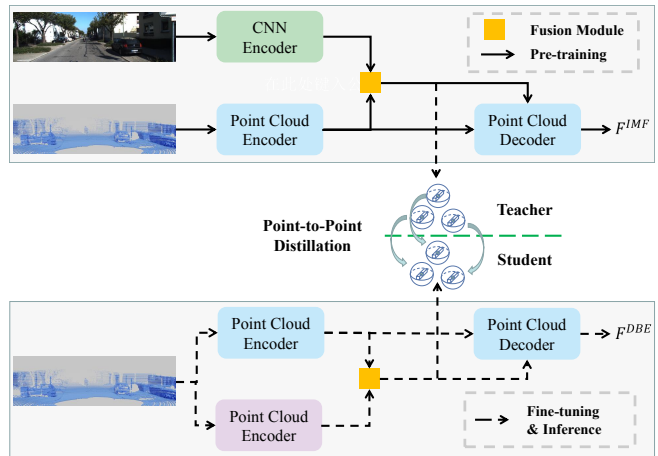 CNN
Encoder
Fusion Module
Pre-training
Point Cloud
Encoder
Point Cloud
Decoder
F^{IMF}
Point-to-Point
Distillation
Teacher
Student
Point Cloud
Encoder
Point Cloud
Decoder
F^{DBE}
Point Cloud
Encoder
Fine-tuning
& Inference